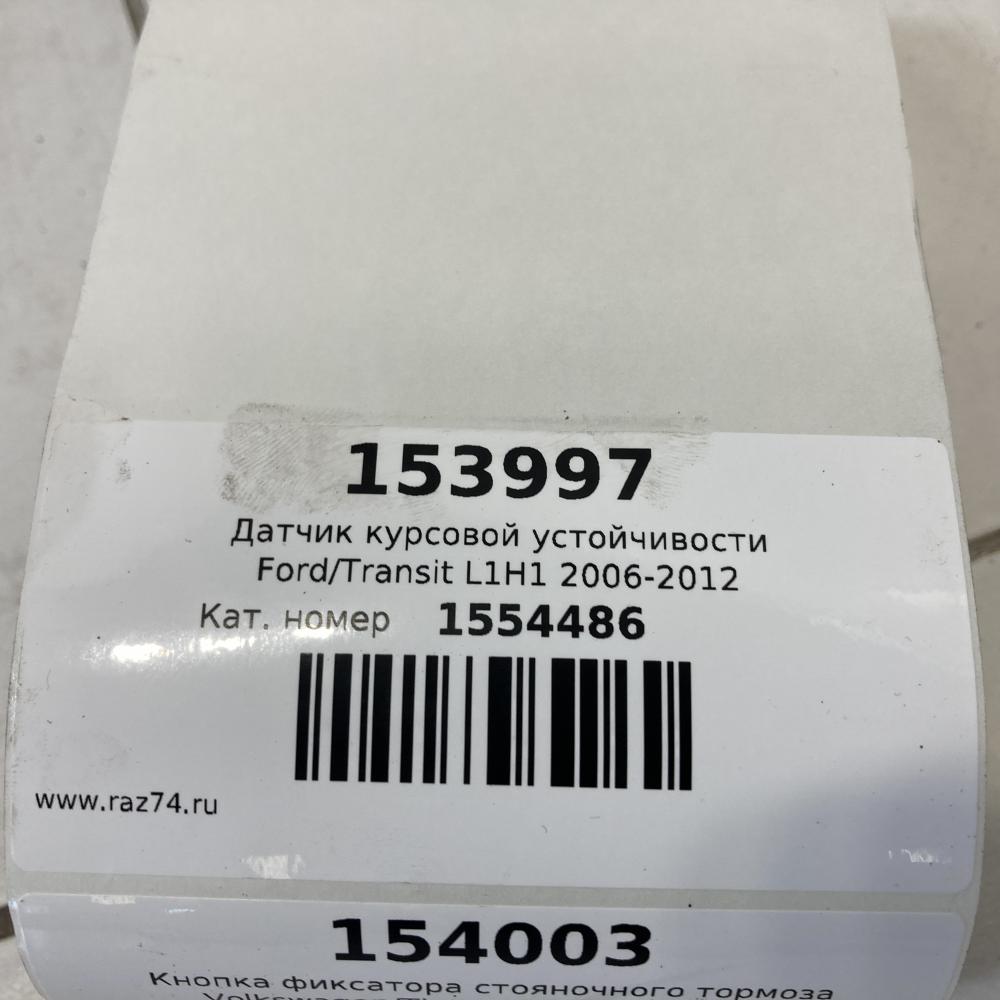 153997
Датчик курсовой устойчивости
Ford/Transit L1H1 2006-2012
Кат. номер 1554486
www.raz74.ru
154003
Кнопка фиксатора стояночного тормоза
Volkswagen